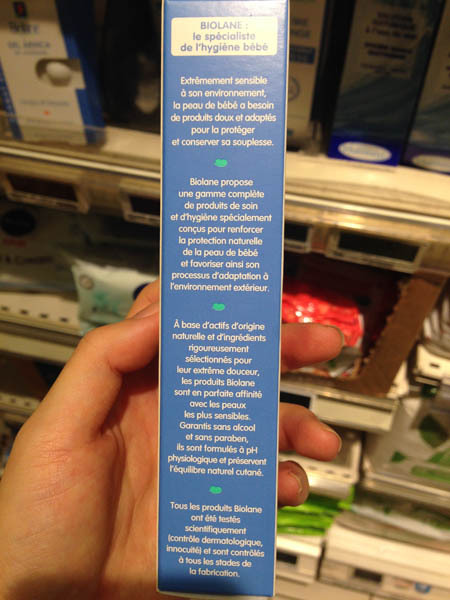 BIOLANE :
le spécialiste
de l'hygiène bébé
Extrêmement sensible
à son environnement,
la peau de bébé a besoin
de produits doux et adaptés
pour la protéger
et conserver sa souplesse.
Biolane propose
une gamme complète
de produits de soin
et d'hygiène spécialement
conçus pour renforcer
la protection naturelle
de la peau de bébé
et favoriser ainsi son
processus d'adaptation à
l'environnement extérieur.
À base d'actifs d'origine
naturelle et d'ingrédients
rigoureusement
sélectionnés pour
leur extrême douceur,
les produits Biolane
sont en parfaite affinité
avec les peaux
les plus sensibles.
Garantis sans alcool
et sans paraben,
ils sont formulés à pH
physiologique et préservent
l'équilibre naturel cutané.
Tous les produits Biolane
ont été testés
scientifiquement
(contrôle dermatologique,
innocuité) et sont contrôlés
à tous les stades de
la fabrication.